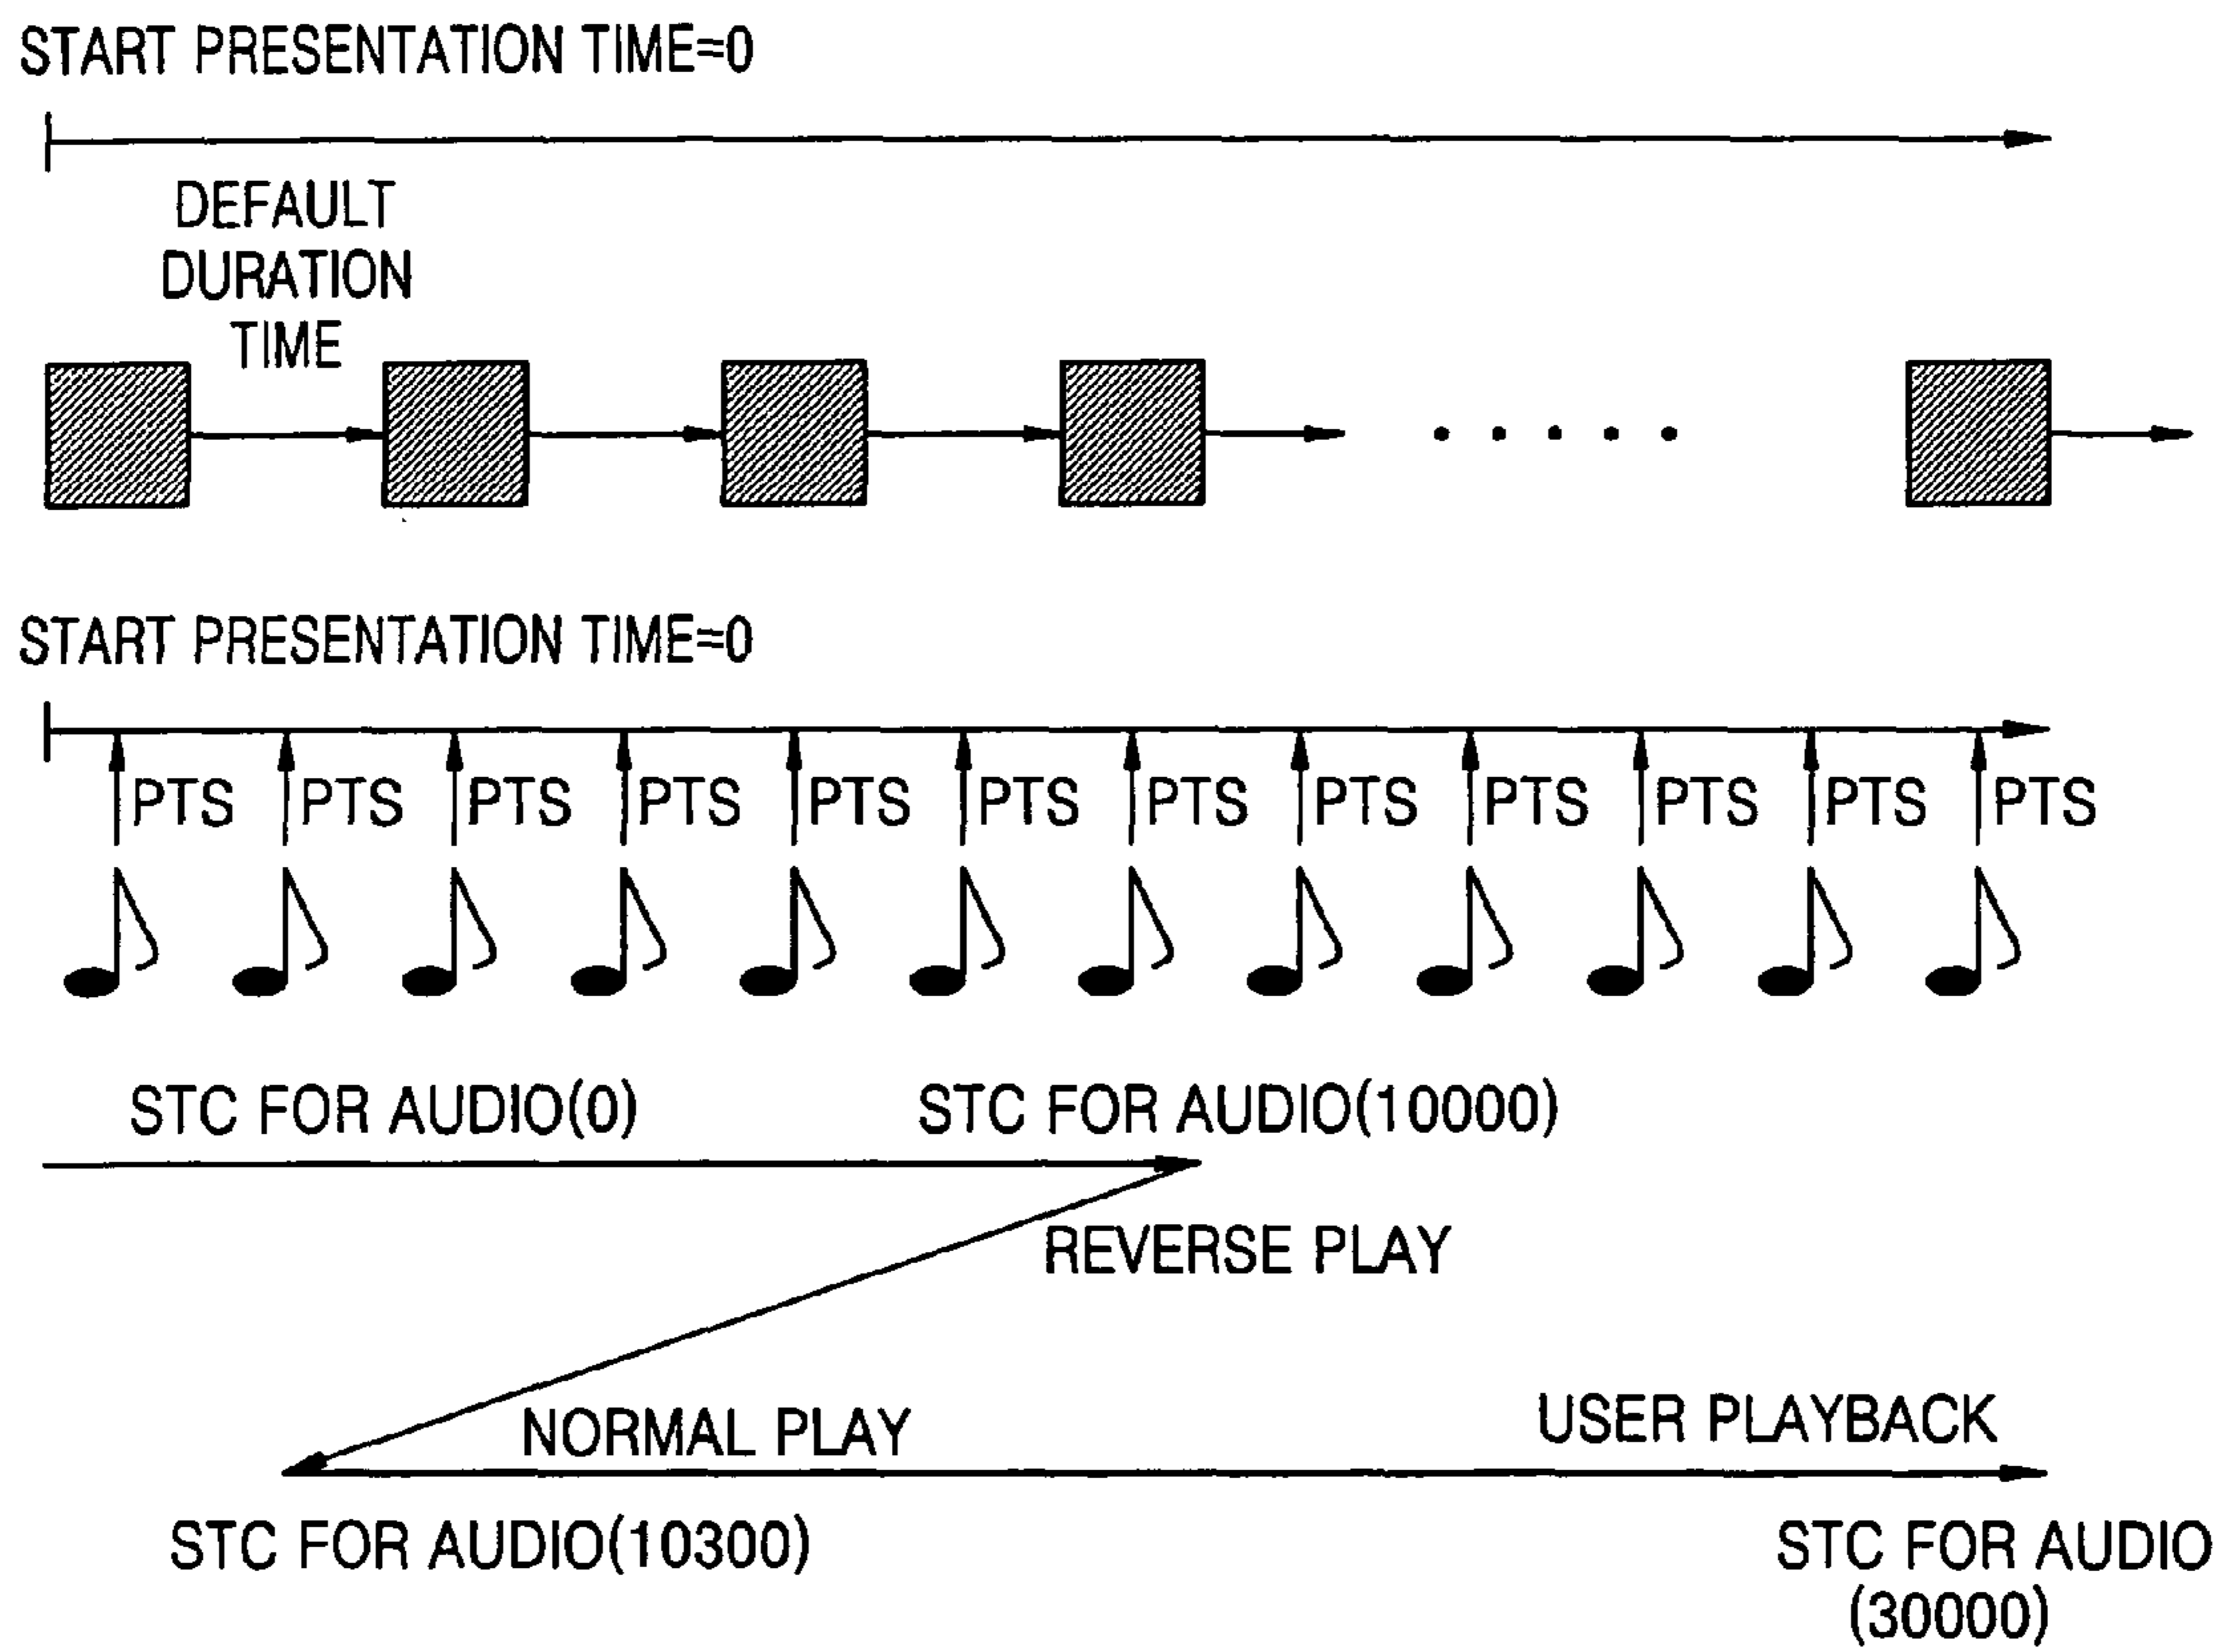 START PRESENTATION TIME=0
DEFAULT
DURATION
TIME
START PRESENTATION TIME=0
PTS PTS PTS PTS PTS PTS PTS PTS PTS PTS PTS PTS
STC FOR AUDIO(0) STC FOR AUDIO(10000)
REVERSE PLAY
USER PLAYBACK
NORMAL PLAY
STC FOR AUDIO(10300) STC FOR AUDIO
(30000)